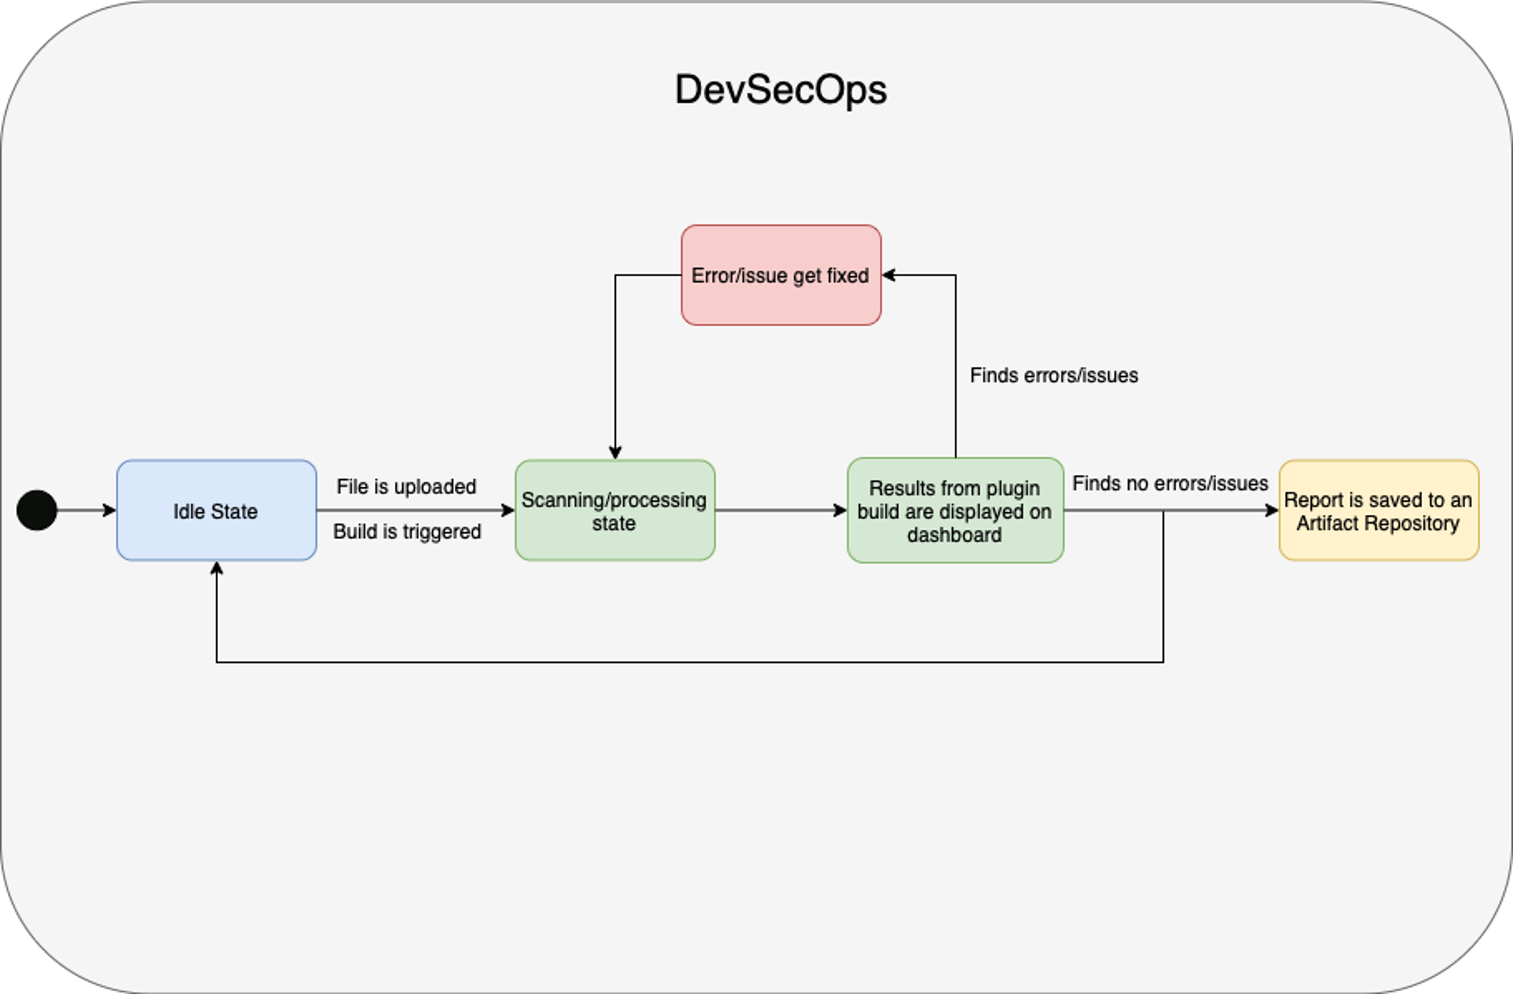 DevSecOps
Error/issue get fixed
Finds errors/issues
Idle State
File is uploaded
Build is triggered
Scanning/processing
state
Results from plugin
build are displayed on
dashboard
Finds no errors/issues
Report is saved to an
Artifact Repository